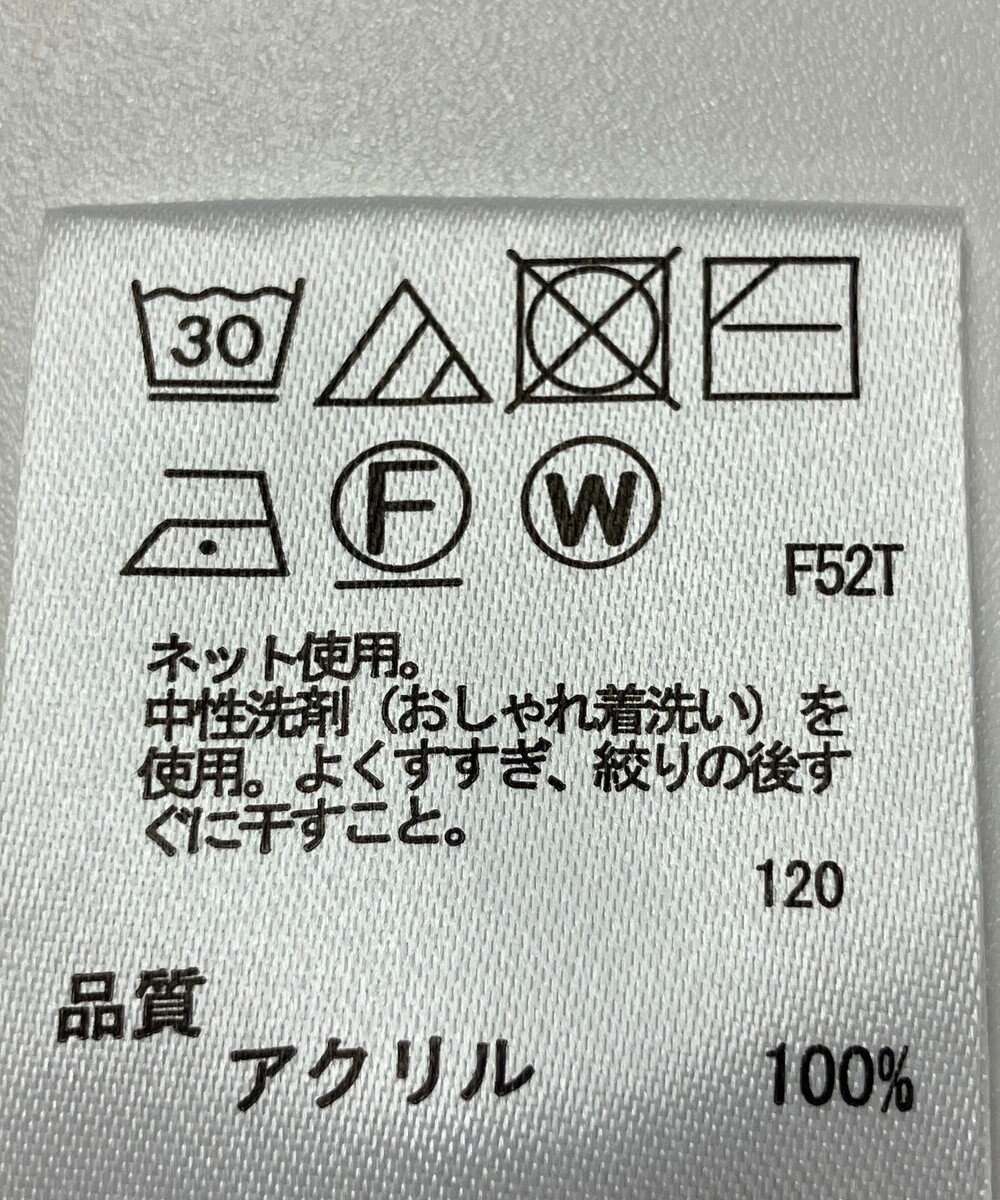 30
F W
F52T
ネット使用。
中性洗剤（おしゃれ着洗い）を
使用。よくすすぎ、絞りの後す
ぐに干すこと。
120
品質
アクリル 100%